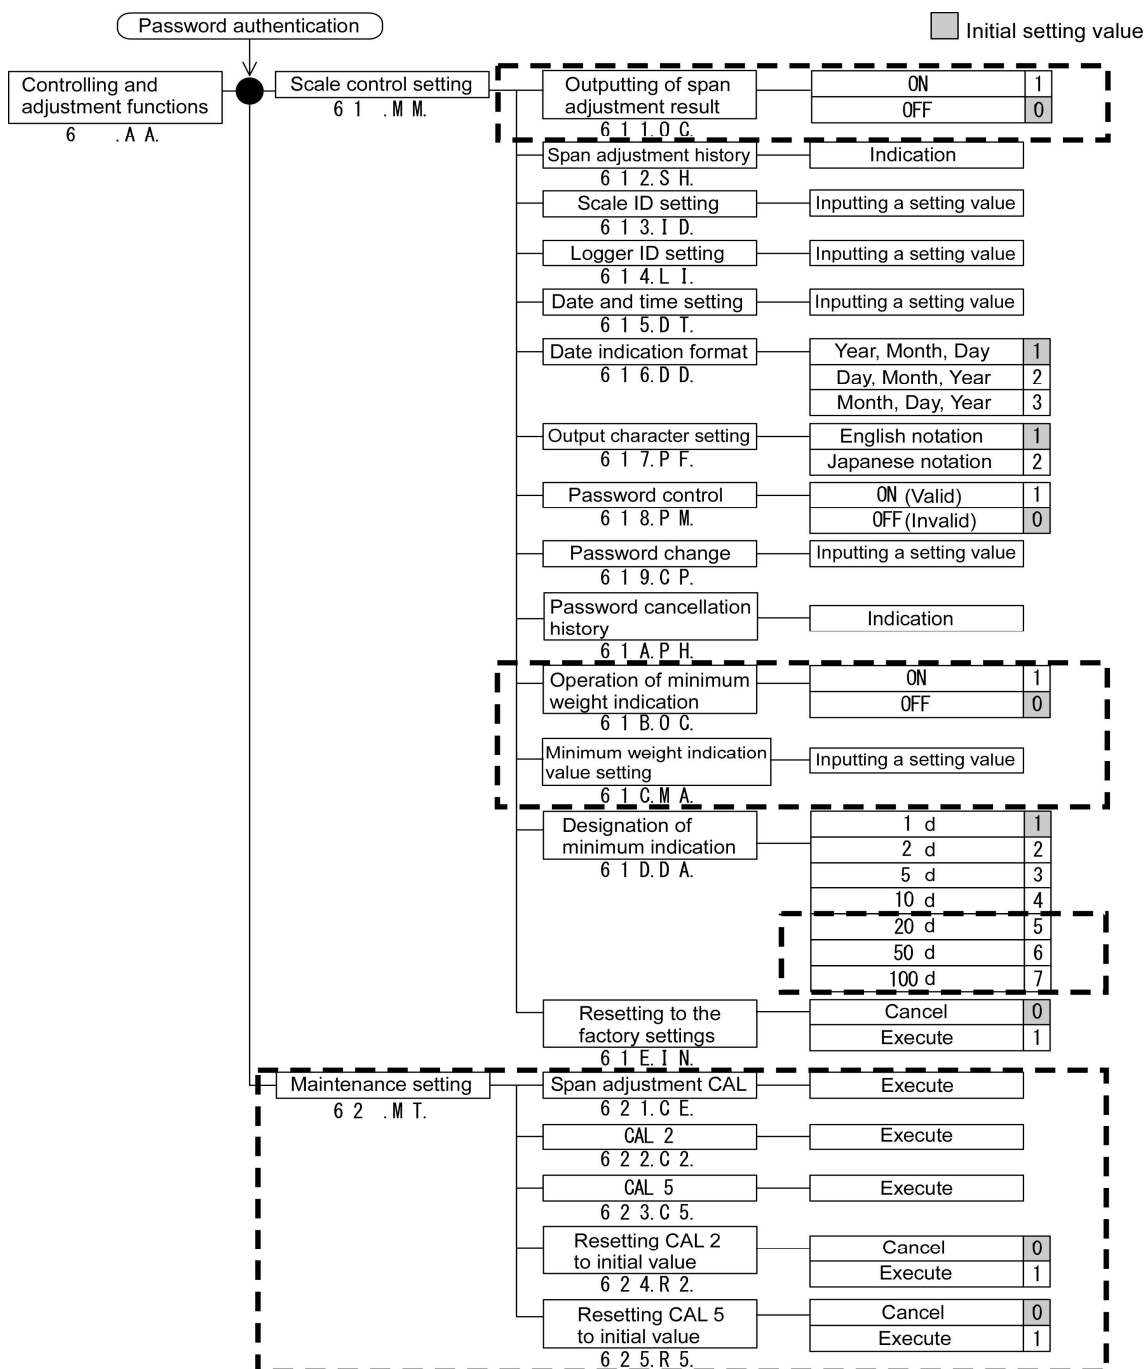 Password authentication
Initial setting value
Controlling and
adjustment functions
6 .A A.
Scale control setting
6 1 .M M.
Outputting of span
adjustment result
6 1 1.O C.
ON 1
OFF 0
Span adjustment history
6 1 2.S H.
Indication
Scale ID setting
6 1 3.I D.
Inputting a setting value
Logger ID setting
6 1 4.L I.
Inputting a setting value
Date and time setting
6 1 5.D T.
Inputting a setting value
Date indication format
6 1 6.D D.
Year, Month, Day 1
Day, Month, Year 2
Month, Day, Year 3
Output character setting
6 1 7.P F.
English notation 1
Japanese notation 2
Password control
6 1 8.P M.
ON (Valid) 1
OFF (Invalid) 0
Password change
6 1 9.C P.
Inputting a setting value
Password cancellation
history
6 1 A.P H.
Indication
Operation of minimum
weight indication
6 1 B.O C.
ON 1
OFF 0
Minimum weight indication
value setting
6 1 C.M A.
Inputting a setting value
Designation of
minimum indication
6 1 D.D A.
1 d 1
2 d 2
5 d 3
10 d 4
20 d 5
50 d 6
100 d 7
Resetting to the
factory settings
6 1 E.I N.
Cancel 0
Execute 1
Maintenance setting
6 2 .M T.
Span adjustment CAL
6 2 1.C E.
Execute
CAL 2
6 2 2.C 2.
Execute
CAL 5
6 2 3.C 5.
Execute
Resetting CAL 2
to initial value
6 2 4.R 2.
Cancel 0
Execute 1
Resetting CAL 5
to initial value
6 2 5.R 5.
Cancel 0
Execute 1